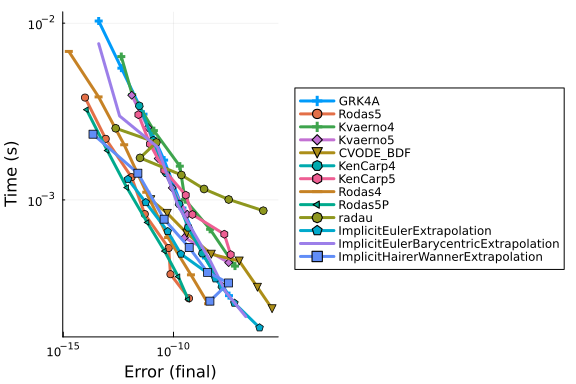 10⁻²
10⁻³
Time (s)
10⁻¹⁵
10⁻¹⁰
Error (final)
GRK4A
Rodas5
Kvaerno4
Kvaerno5
CVODE_BDF
KenCarp4
KenCarp5
Rodas4
Rodas5P
radau
ImplicitEulerExtrapolation
ImplicitEulerBarycentricExtrapolation
ImplicitHairerWannerExtrapolation